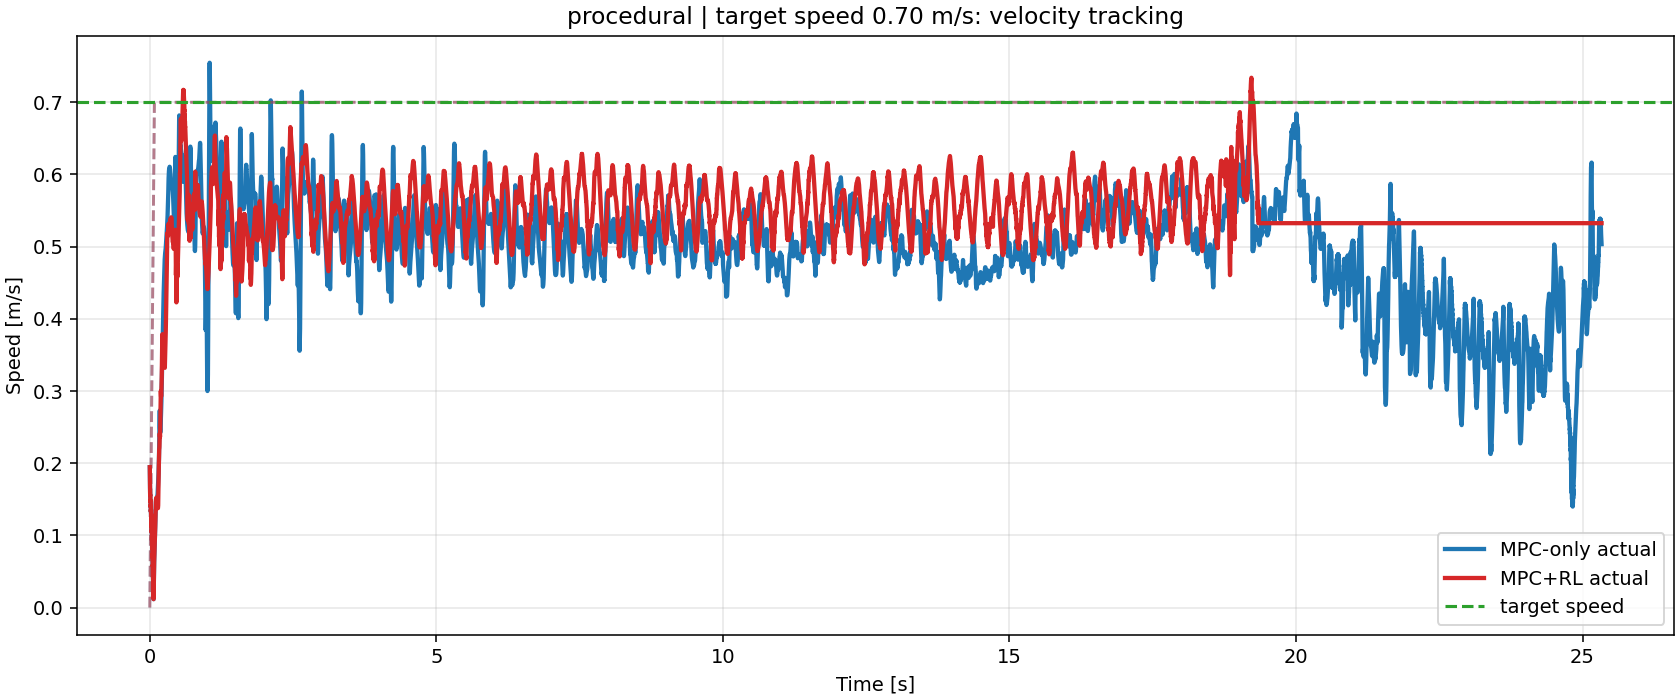 procedural | target speed 0.70 m/s: velocity tracking
Speed [m/s]
0.7
0.6
0.5
0.4
0.3
0.2
0.1
0.0
0
5
10
15
20
25
Time [s]
MPC-only actual
MPC+RL actual
target speed